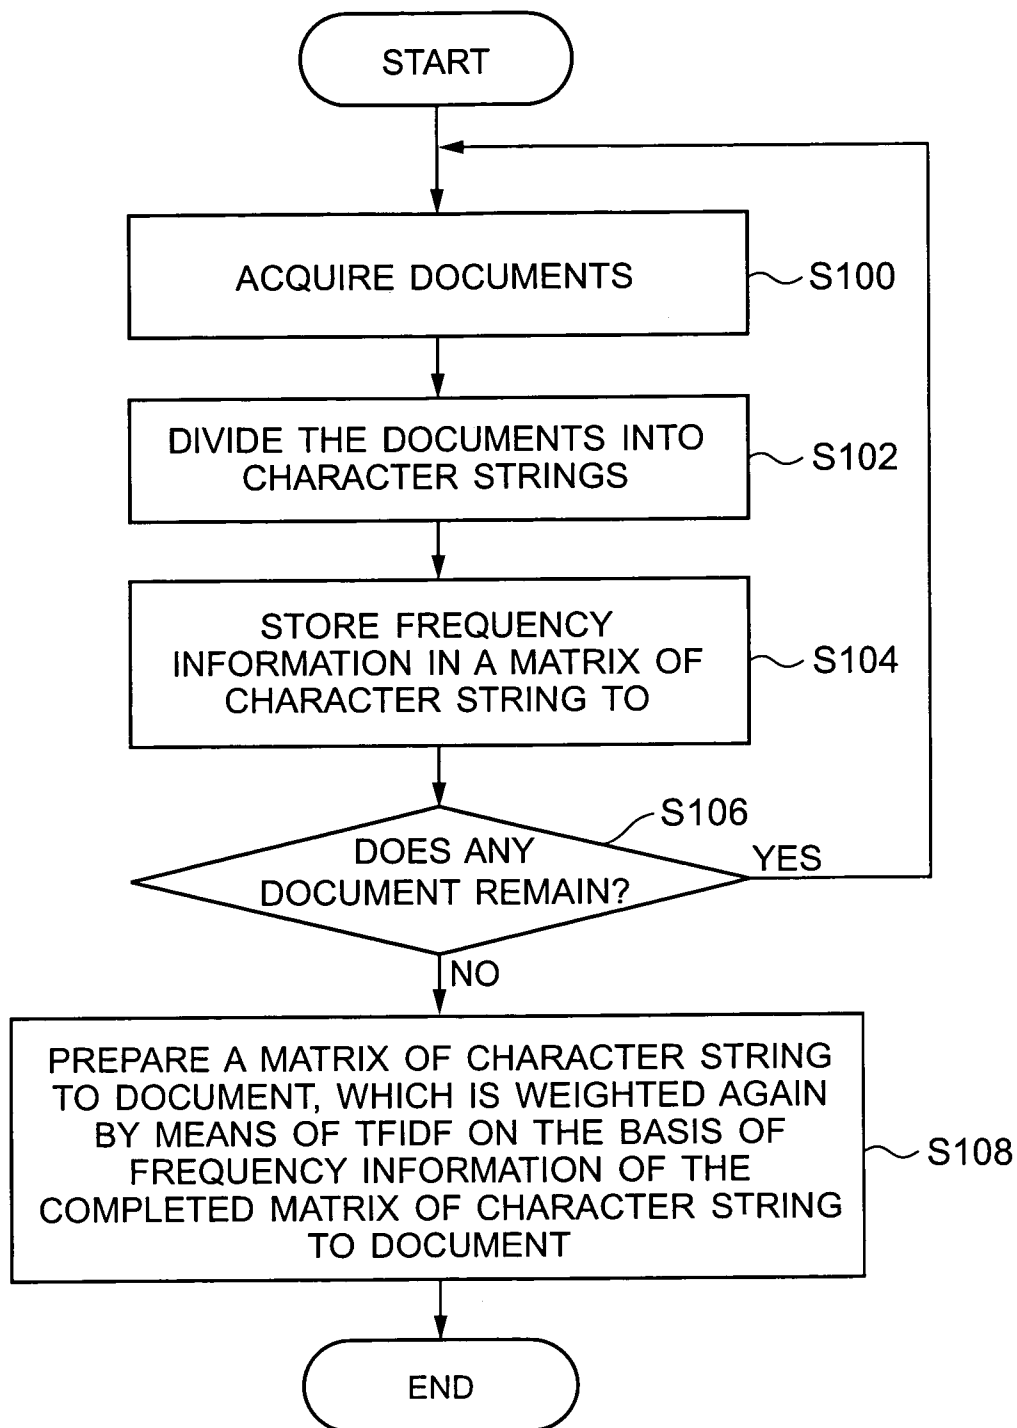 START
ACQUIRE DOCUMENTS
S100
DIVIDE THE DOCUMENTS INTO
CHARACTER STRINGS
S102
STORE FREQUENCY
INFORMATION IN A MATRIX OF
CHARACTER STRING TO
S104
S106
DOES ANY
DOCUMENT REMAIN?
YES
NO
PREPARE A MATRIX OF CHARACTER STRING
TO DOCUMENT, WHICH IS WEIGHTED AGAIN
BY MEANS OF TFIDF ON THE BASIS OF
FREQUENCY INFORMATION OF THE
COMPLETED MATRIX OF CHARACTER STRING
TO DOCUMENT
S108
END